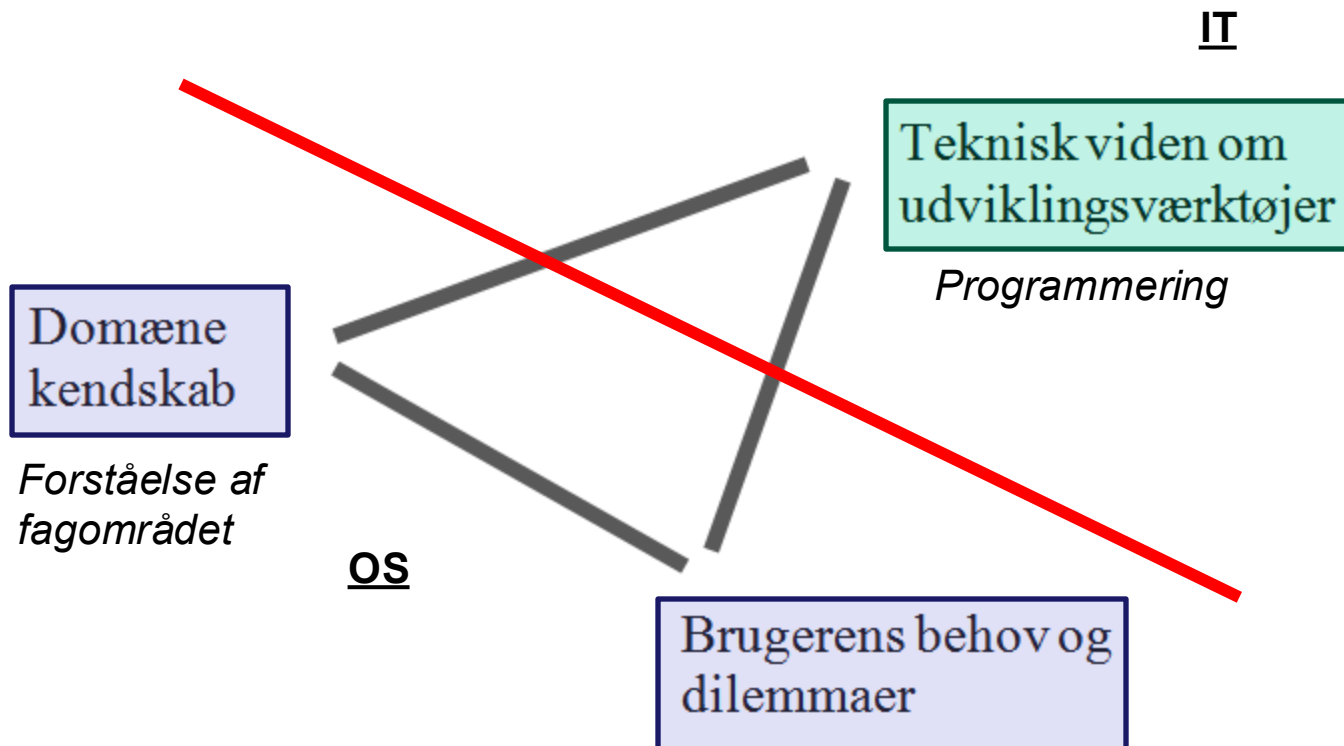 IT
Teknisk viden om
udviklingsværktøjer
Programmering
Domæne
kendskab
Forståelse af
fagområdet
OS
Brugerens behov og
dilemmaer